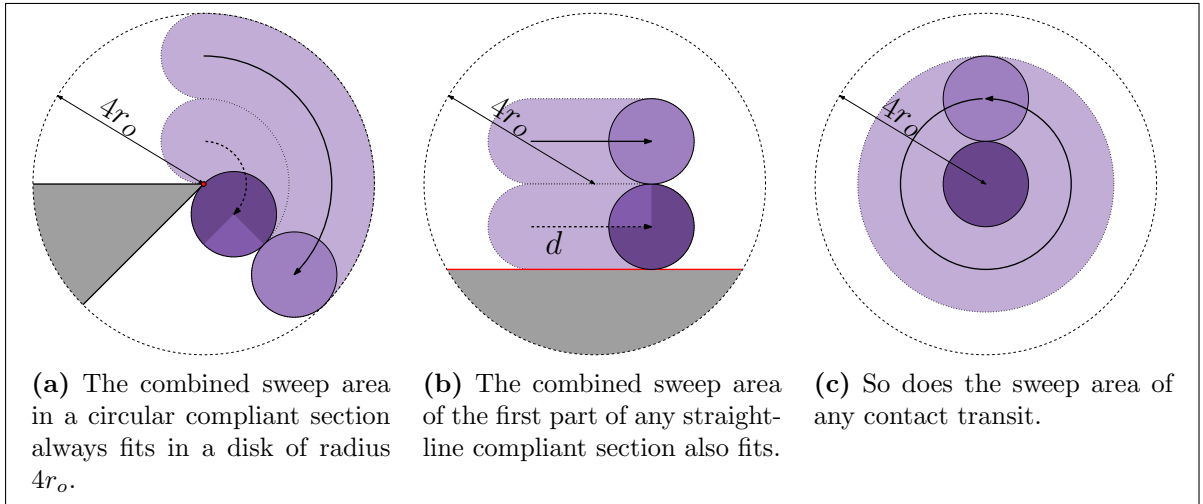 4r_o
4r_o
4r_o
d
(a) The combined sweep area
in a circular compliant section
always fits in a disk of radius
4r_o.
(b) The combined sweep area
of the first part of any straight-
line compliant section also fits.
(c) So does the sweep area of
any contact transit.